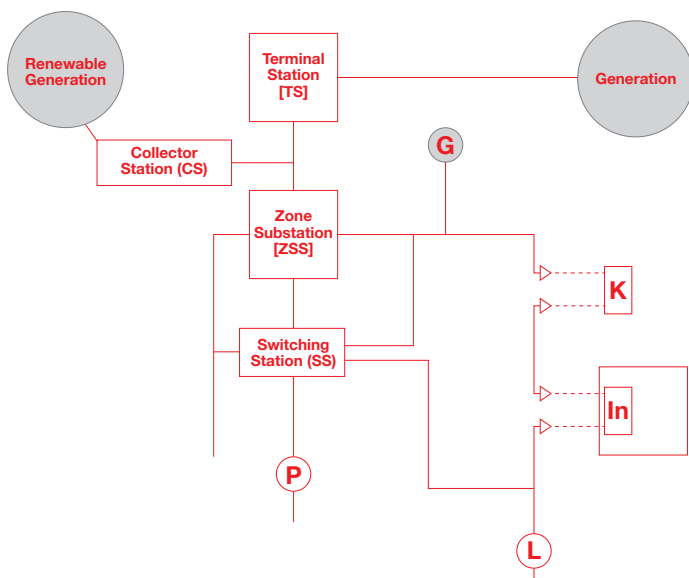 Renewable
Generation
Terminal
Station
[TS]
Generation
Collector
Station (CS)
G
Zone
Substation
[ZSS]
K
Switching
Station (SS)
In
P
L